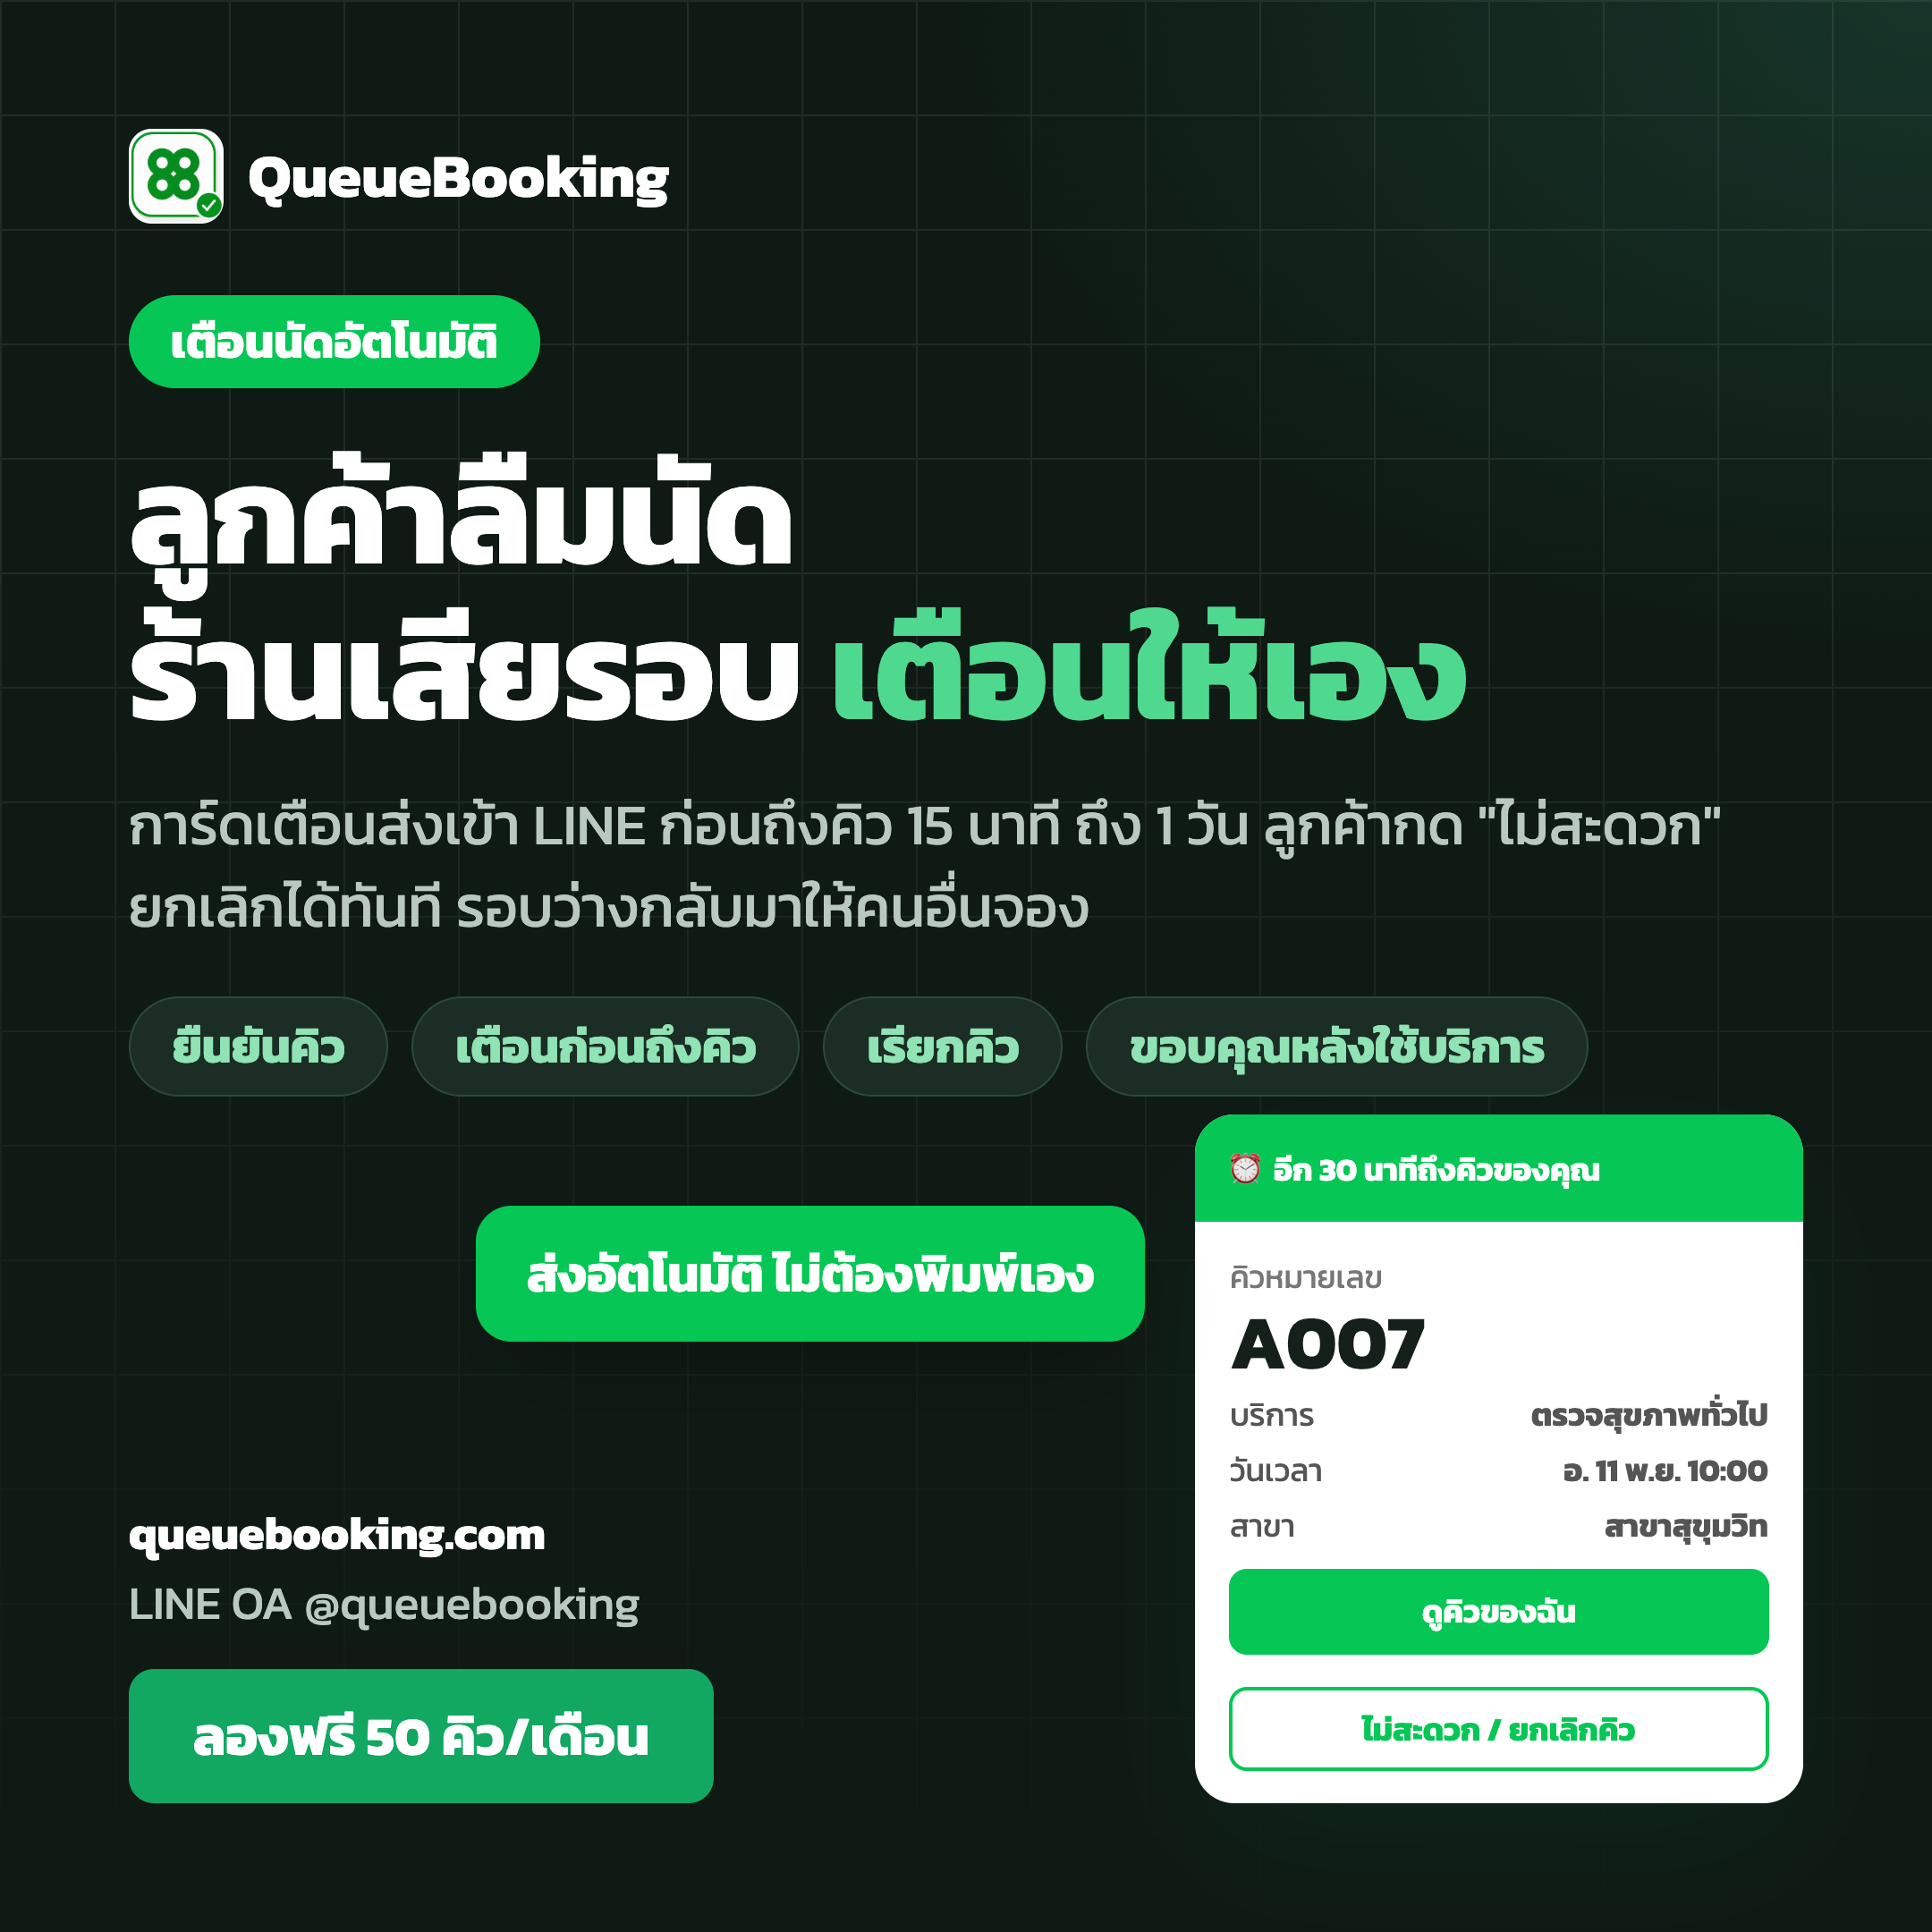 QueueBooking
เตือนนัดอัตโนมัติ
ลูกค้าลืมนัด
ร้านเสียรอบ เตือนให้เอง
การ์ดเตือนส่งเข้า LINE ก่อนถึงคิว 15 นาที ถึง 1 วัน ลูกค้ากด "ไม่สะดวก"
ยกเลิกได้ทันที รอบว่างกลับมาให้คนอื่นจอง
ยืนยันคิว
เตือนก่อนถึงคิว
เรียกคิว
ขอบคุณหลังใช้บริการ
ส่งอัตโนมัติ ไม่ต้องพิมพ์เอง
⏰ อีก 30 นาทีถึงคิวของคุณ
คิวหมายเลข
A007
บริการ ตรวจสุขภาพทั่วไป
วันเวลา อ. 11 พ.ย. 10:00
สาขา สาขาสุขุมวิท
ดูคิวของฉัน
ไม่สะดวก / ยกเลิกคิว
queuebooking.com
LINE OA @queuebooking
ลองฟรี 50 คิว/เดือน